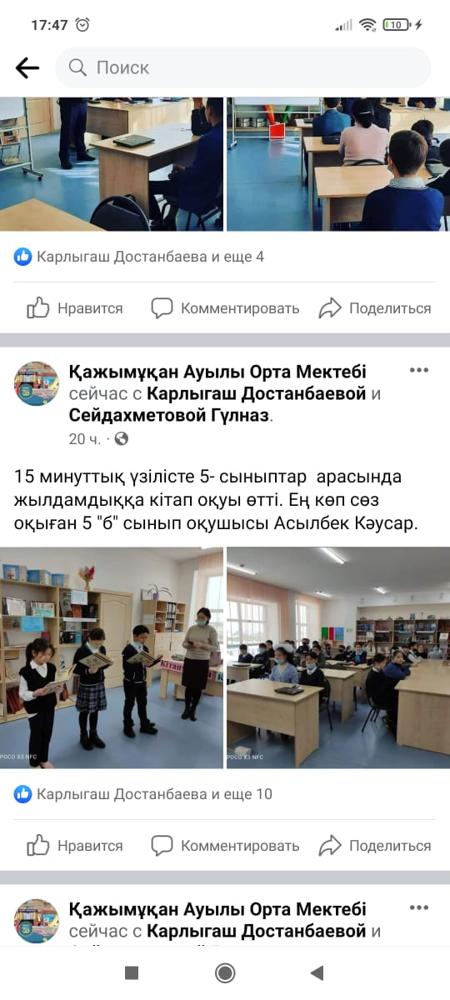 17:47
10
Поиск
Карлыгаш Достанбаева и еще 4
Нравится Комментировать Поделиться
Қажымұқан Ауылы Орта Мектебі
сейчас с Карлыгаш Достанбаевой и
Сейдахметовой Гүлназ.
20 ч. ·
15 минуттық үзілісте 5- сыныптар арасында
жылдамдыққа кітап оқуы өтті. Ең көп сөз
оқыған 5 "б" сынып оқушысы Асылбек Кәусар.
POCO X3 NFC
POCO X3 NFC
Карлыгаш Достанбаева и еще 10
Нравится Комментировать Поделиться
Қажымұқан Ауылы Орта Мектебі
сейчас с Карлыгаш Достанбаевой и